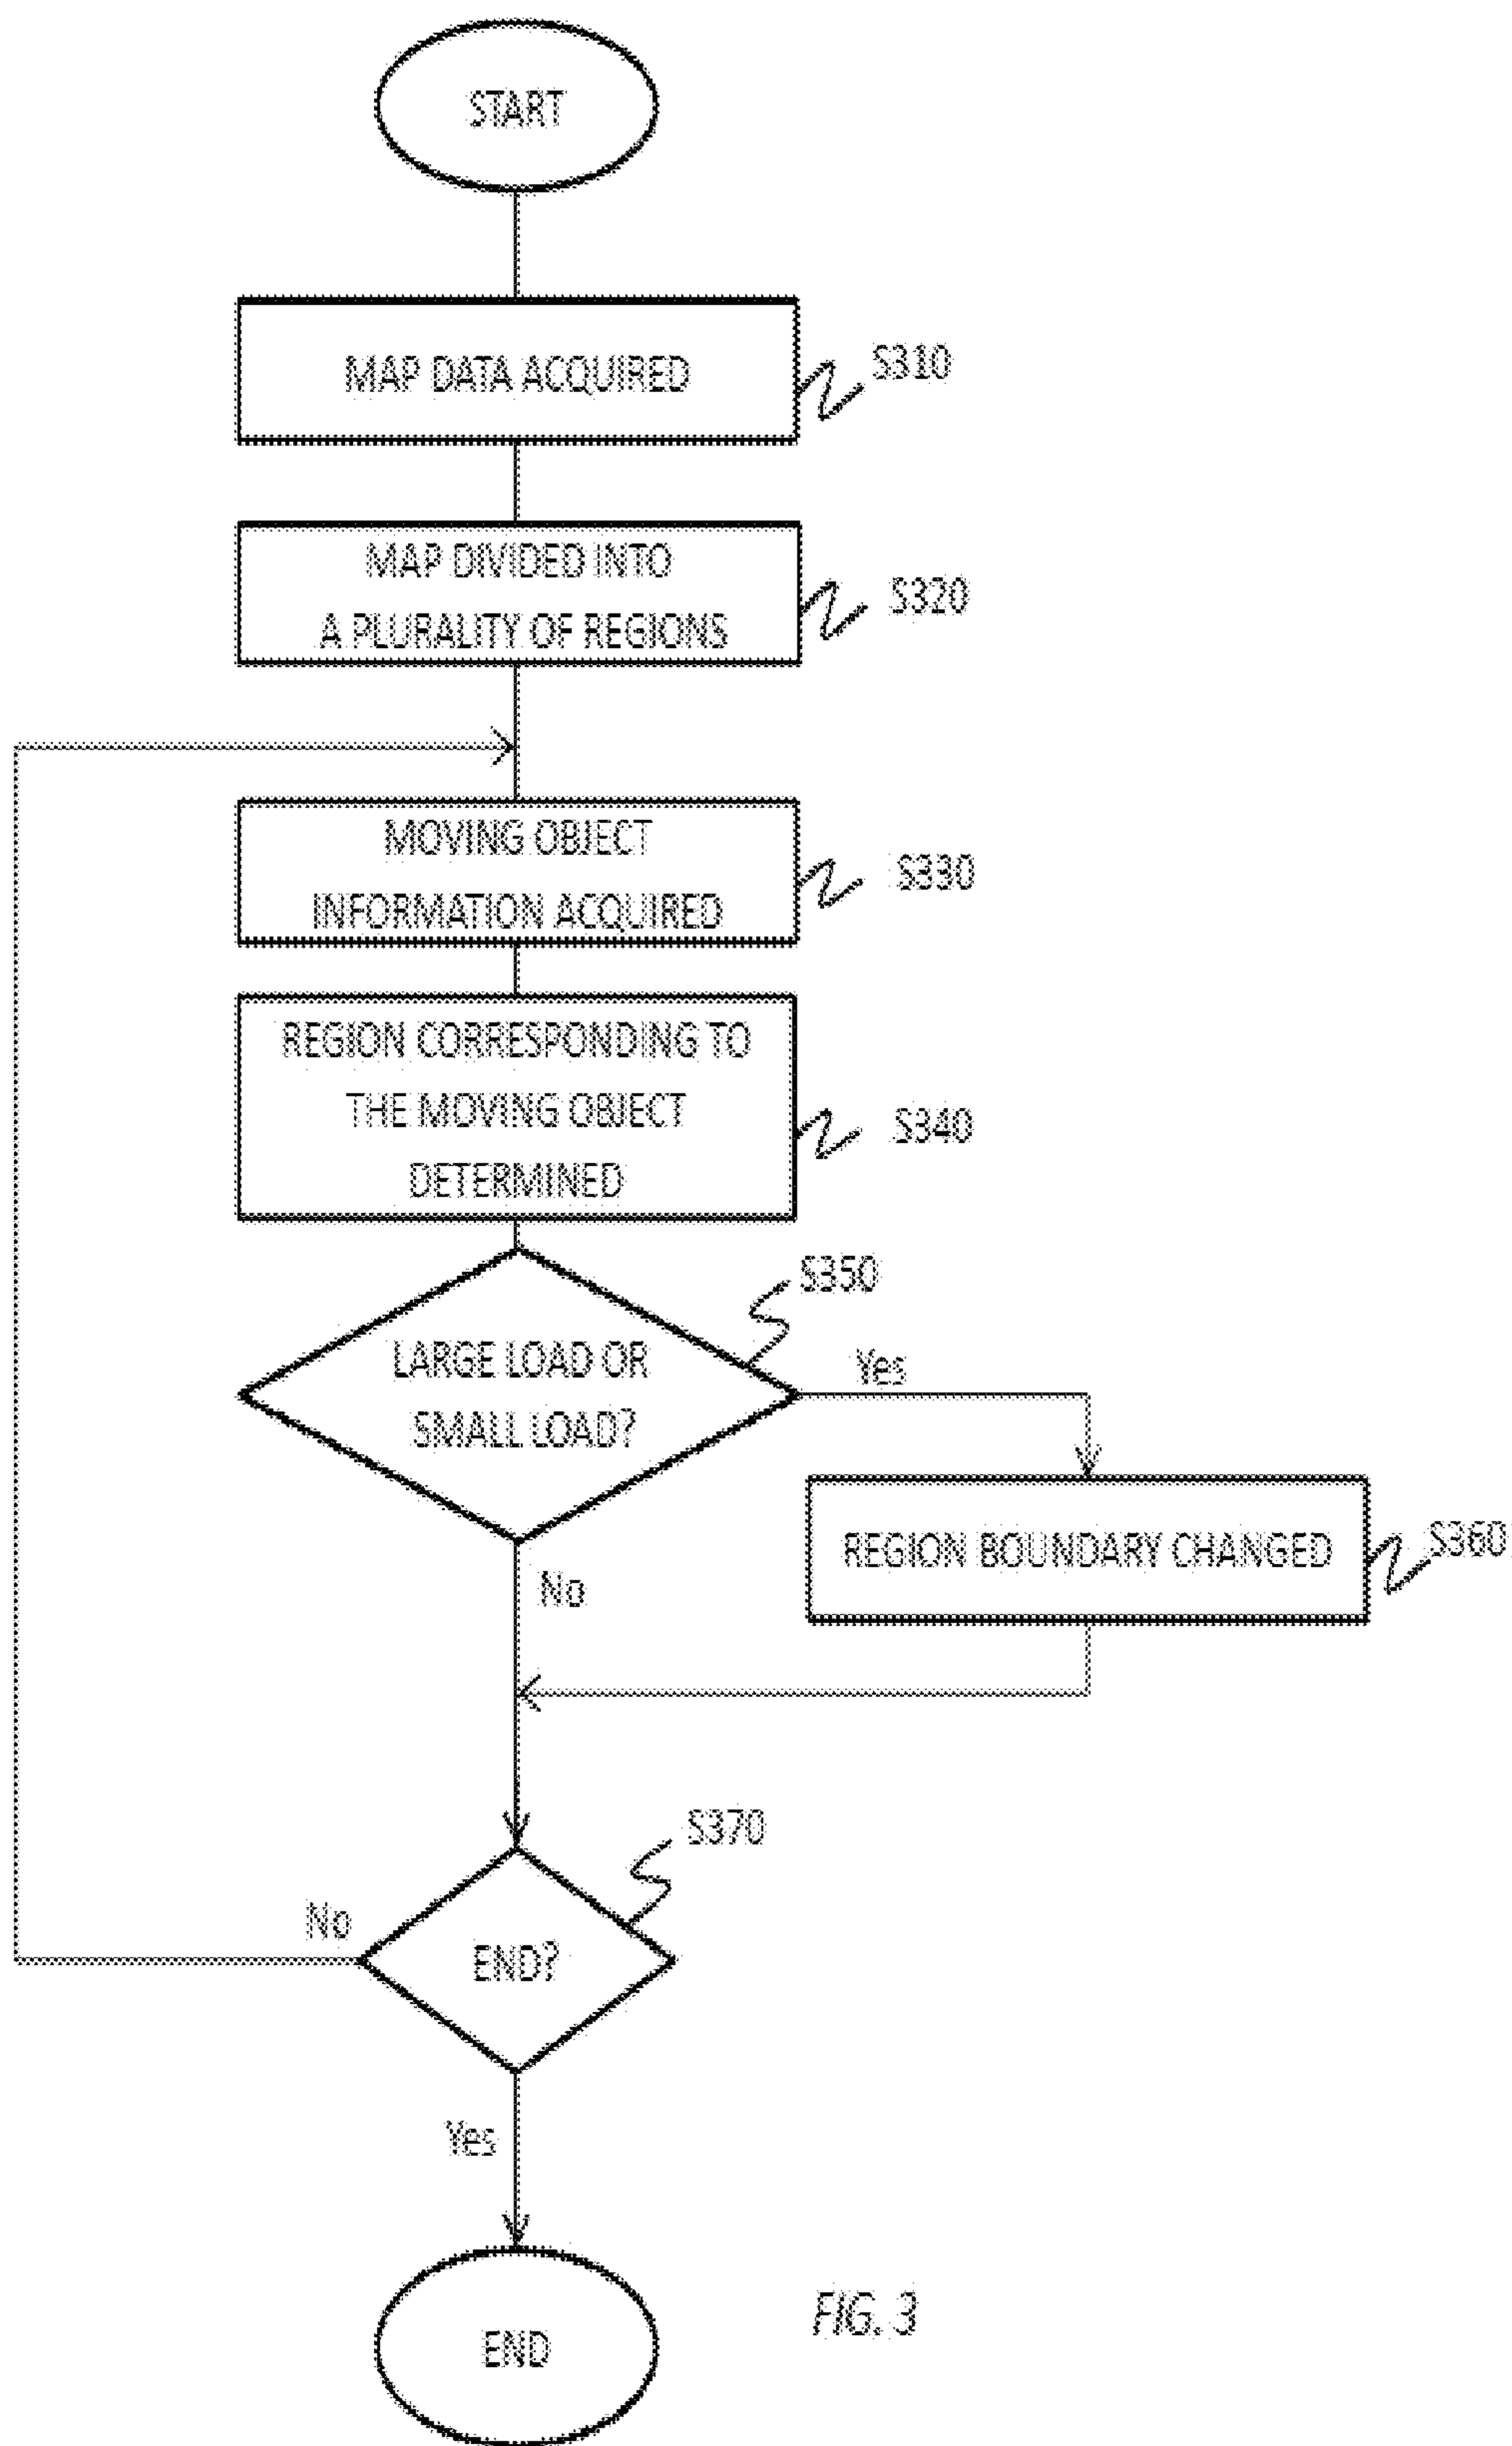 START
MAP DATA ACQUIRED
S310
MAP DIVIDED INTO
A PLURALITY OF REGIONS
S320
MOVING OBJECT
INFORMATION ACQUIRED
S330
REGION CORRESPONDING TO
THE MOVING OBJECT
DETERMINED
S340
S350
LARGE LOAD OR
SMALL LOAD?
Yes
REGION BOUNDARY CHANGED
S360
No
S370
No
END?
Yes
END
FIG. 3